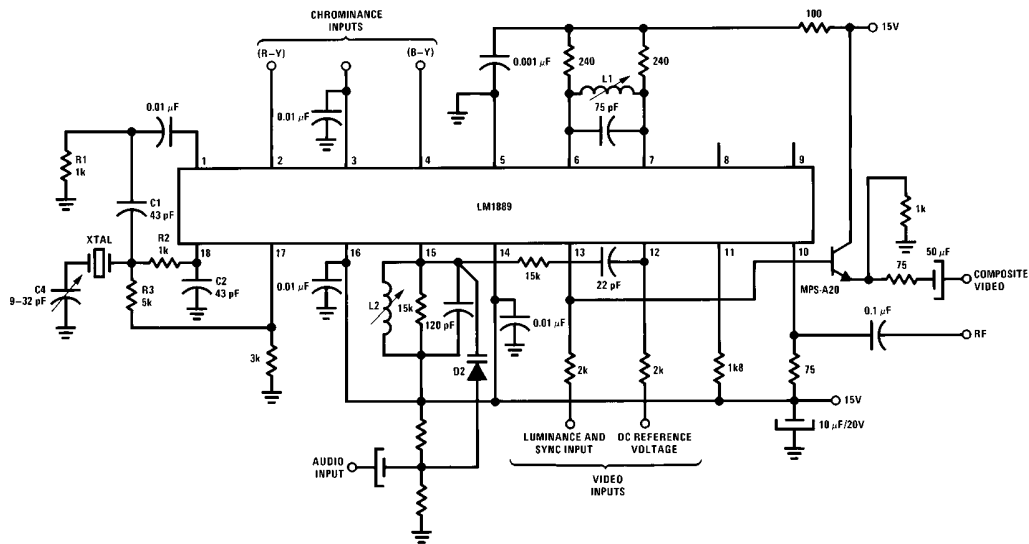 CHROMINANCE
INPUTS
(R–Y)
(B–Y)
100
15V
0.001 μF
240
240
L1
75 pF
0.01 μF
0.01 μF
R1
1k
1
2
3
4
5
6
7
8
9
LM1889
C1
43 pF
1k
XTAL
R2
1k
18
17
16
15
14
13
12
11
10
C4
9–32 pF
R3
5k
C2
43 pF
0.01 μF
L2
15k
120 pF
15k
22 pF
0.01 μF
MPS-A20
75
50 μF
COMPOSITE
VIDEO
0.1 μF
RF
3k
D2
2k
2k
1k8
75
15V
10 μF/20V
AUDIO
INPUT
LUMINANCE AND
SYNC INPUT
DC REFERENCE
VOLTAGE
VIDEO
INPUTS